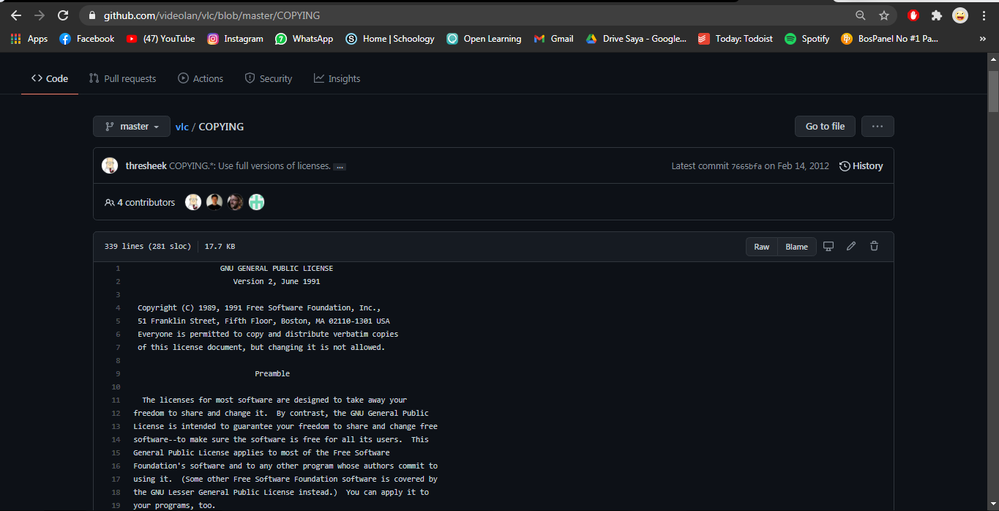 github.com/videolan/vlc/blob/master/COPYING
Apps Facebook (47) YouTube Instagram WhatsApp Home | Schoology Open Learning Gmail Drive Saya - Google... Today: Todoist Spotify BosPanel No #1 Pa... »
<> Code Pull requests Actions Security Insights
master vlc / COPYING Go to file ...
thresheek COPYING.*: Use full versions of licenses. ... Latest commit 7665bfa on Feb 14, 2012 History
4 contributors
339 lines (281 sloc) 17.7 KB Raw Blame
1 GNU GENERAL PUBLIC LICENSE
2 Version 2, June 1991
3
4 Copyright (C) 1989, 1991 Free Software Foundation, Inc.,
5 51 Franklin Street, Fifth Floor, Boston, MA 02110-1301 USA
6 Everyone is permitted to copy and distribute verbatim copies
7 of this license document, but changing it is not allowed.
8
9 Preamble
10
11 The licenses for most software are designed to take away your
12 freedom to share and change it. By contrast, the GNU General Public
13 License is intended to guarantee your freedom to share and change free
14 software--to make sure the software is free for all its users. This
15 General Public License applies to most of the Free Software
16 Foundation's software and to any other program whose authors commit to
17 using it. (Some other Free Software Foundation software is covered by
18 the GNU Lesser General Public License instead.) You can apply it to
19 your programs, too.